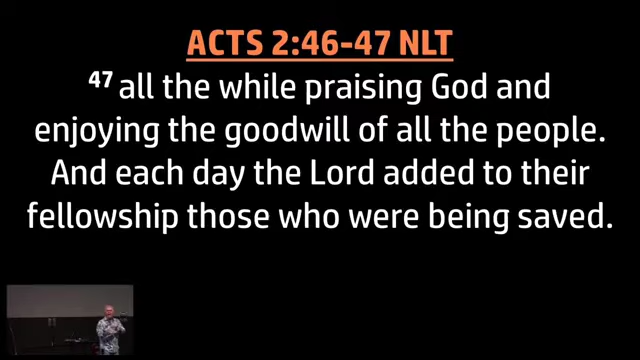 ACTS 2:46-47 NLT
47 all the while praising God and
enjoying the goodwill of all the people.
And each day the Lord added to their
fellowship those who were being saved.